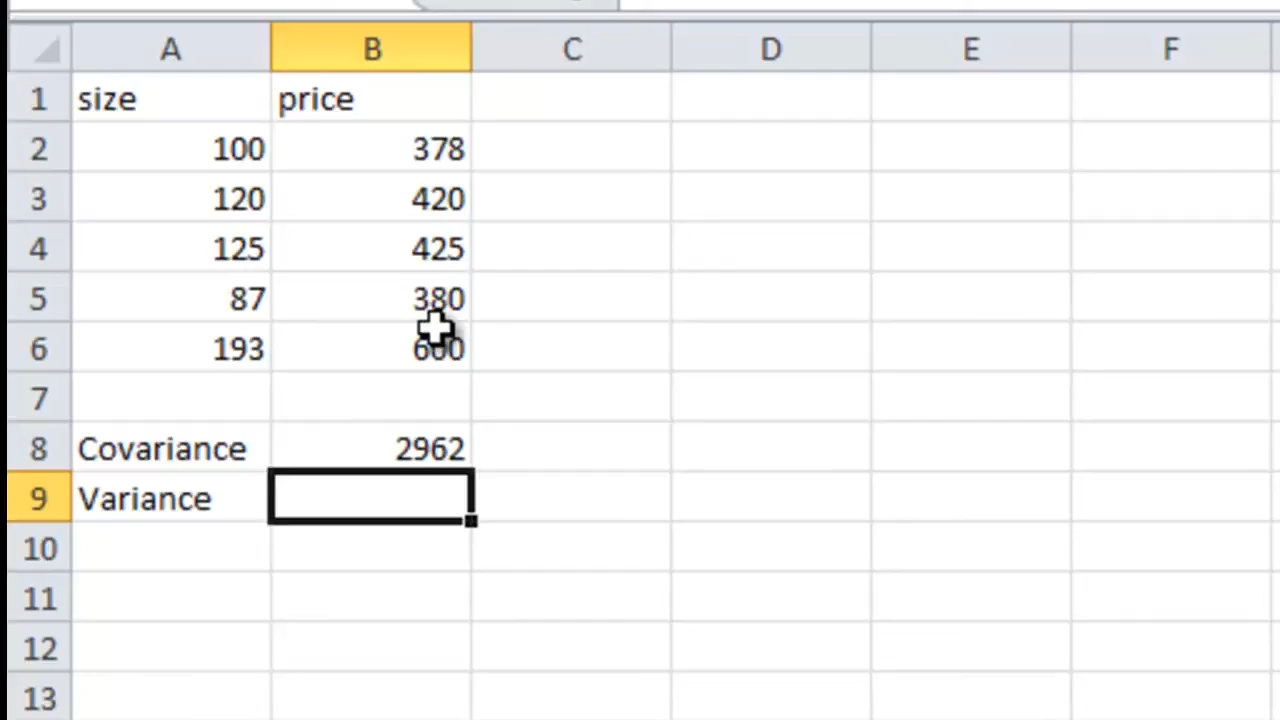 A B C D E F
1 size price
2 100 378
3 120 420
4 125 425
5 87 380
6 193 600
7
8 Covariance 2962
9 Variance
10
11
12
13